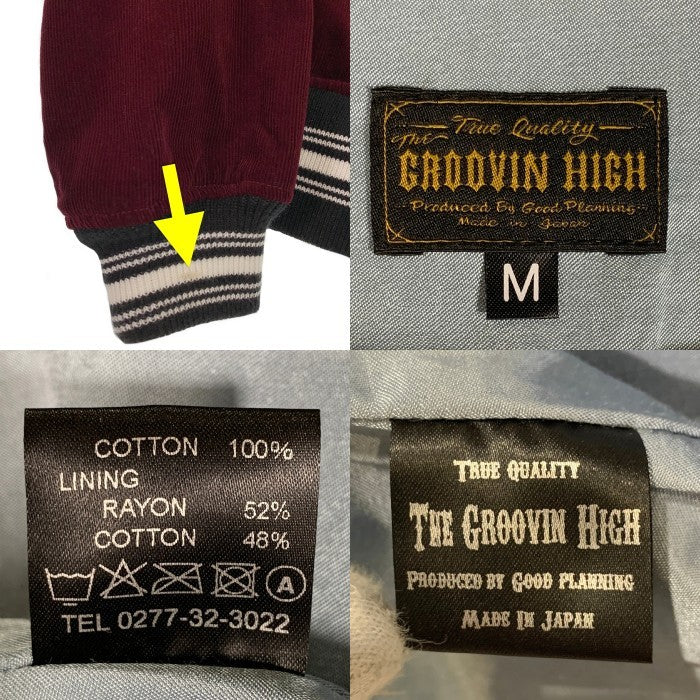 True Quality
The
GROOVIN HIGH
Produced By Good Planning
Made in Japan
M
COTTON 100%
LINING
RAYON 52%
COTTON 48%
A
TEL 0277-32-3022
TRUE QUALITY
THE GROOVIN HIGH
PRODUCED BY GOOD PLANNING
MADE IN JAPAN